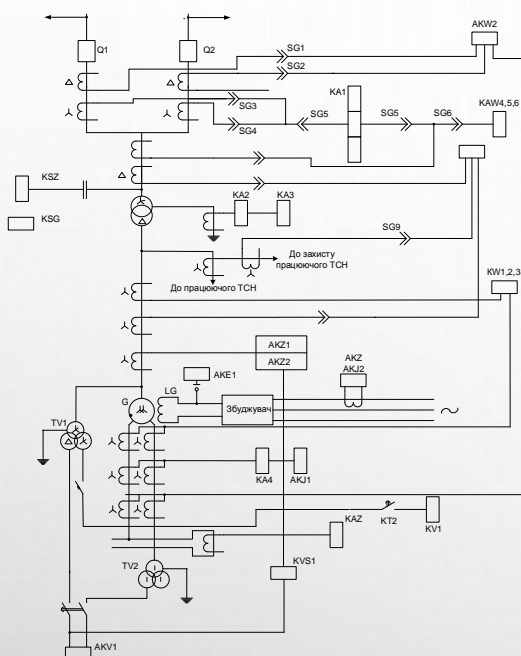 Q1
Q2
SG1
SG2
AKW2
SG3
SG4
SG5
KA1
SG5
SG6
KAW4,5,6
KSZ
KSG
KA2
KA3
SG9
До захисту
працюючого ТСН
До працюючого ТСН
KW1,2,3
AKZ1
AKZ2
AKE1
LG
G
Збуджувач
AKZ
AKJ2
TV1
KA4
AKJ1
KAZ
KT2
KV1
TV2
KVS1
AKV1